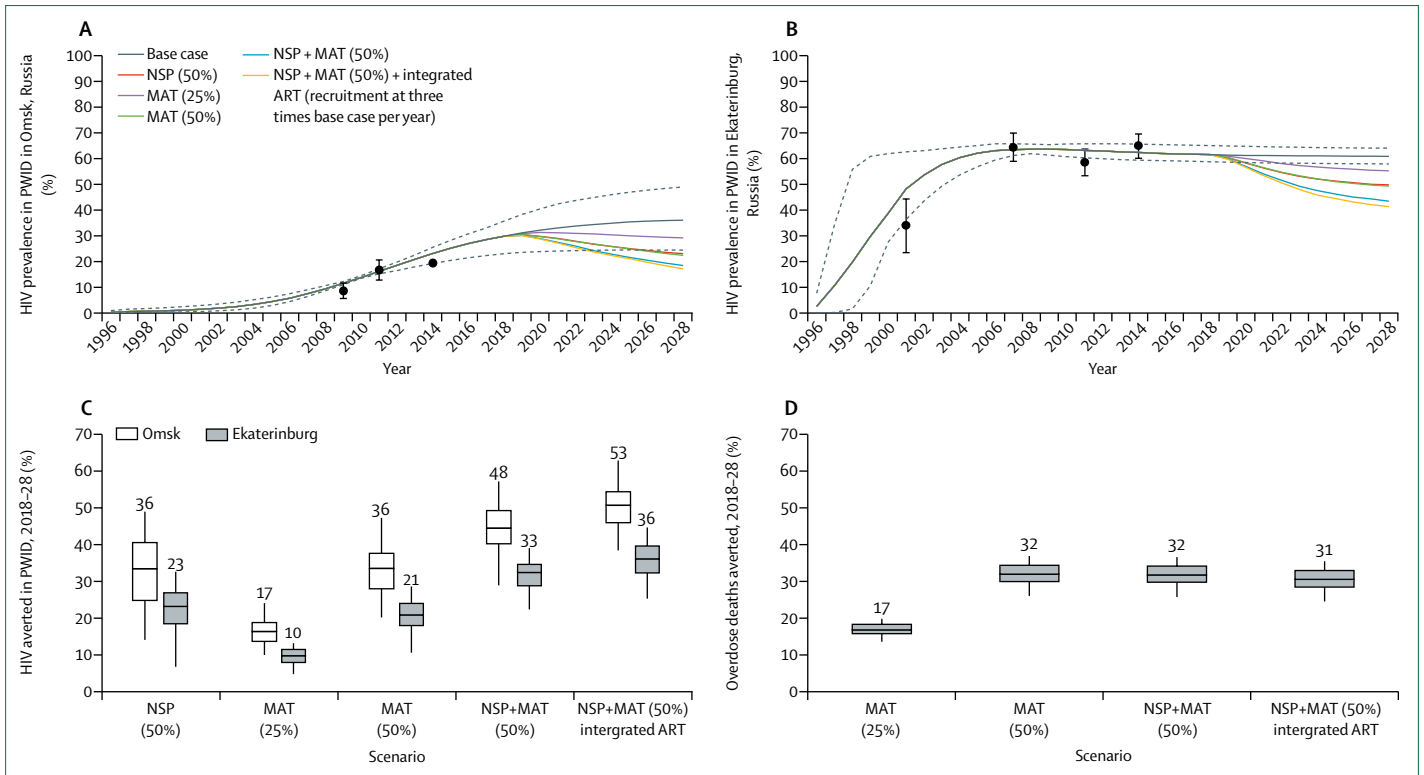 A
HIV prevalence in PWID in Omsk, Russia
(%)
100
90
80
70
60
50
40
30
20
10
0
Base case
NSP (50%)
MAT (25%)
MAT (50%)
NSP + MAT (50%)
NSP + MAT (50%) + integrated
ART (recruitment at three
times base case per year)
1996
1998
2000
2002
2004
2006
2008
2010
2012
2014
2016
2018
2020
2022
2024
2026
2028
Year
B
HIV prevalence in PWID in Ekaterinburg,
Russia (%)
100
90
80
70
60
50
40
30
20
10
0
1996
1998
2000
2002
2006
2008
2010
2012
2014
2016
2018
2020
2022
2024
2026
2028
Year
C
HIV averted in PWID, 2018–28 (%)
70
60
50
40
30
20
10
0
Omsk
Ekaterinburg
36
23
17
10
36
21
48
33
53
36
NSP
(50%)
MAT
(25%)
MAT
(50%)
NSP+MAT
(50%)
NSP+MAT (50%)
intergrated ART
Scenario
D
Overdose deaths averted, 2018–28 (%)
70
60
50
40
30
20
10
0
17
32
32
31
MAT
(25%)
MAT
(50%)
NSP+MAT
(50%)
NSP+MAT (50%)
intergrated ART
Scenario